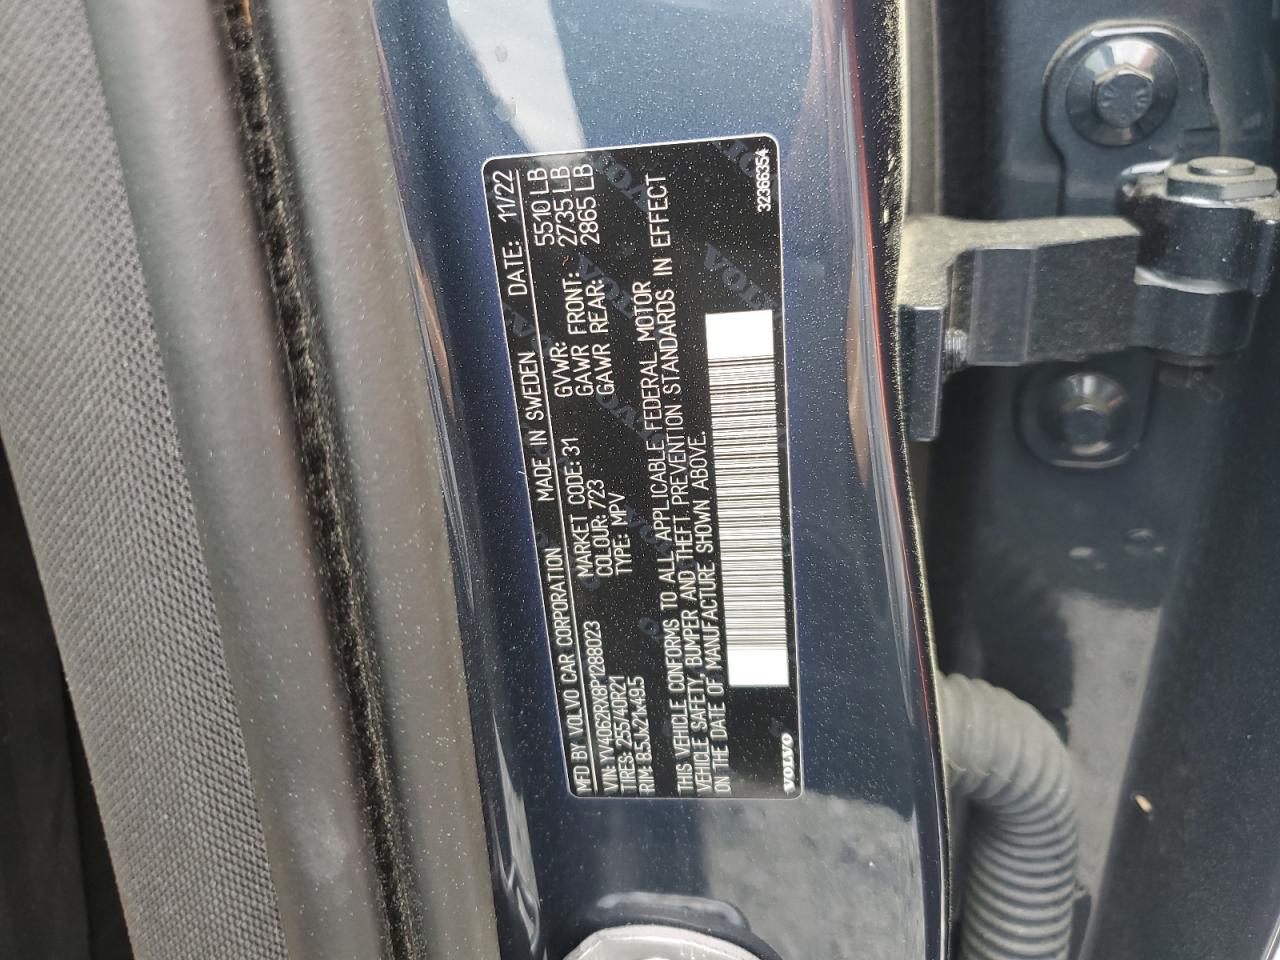 MFD BY VOLVO CAR CORPORATION MADE IN SWEDEN DATE: 11/22
VIN: YV4062RX8P1288023 MARKET CODE: 31 GVWR: 5510 LB
TIRES: 255/40R21 COLOUR: 723 GAWR FRONT: 2735 LB
RIM: 8.5Jx21x49.5 TYPE: MPV GAWR REAR: 2865 LB
THIS VEHICLE CONFORMS TO ALL APPLICABLE FEDERAL MOTOR
VEHICLE SAFETY, BUMPER AND THEFT PREVENTION STANDARDS IN EFFECT
ON THE DATE OF MANUFACTURE SHOWN ABOVE.
VOLVO 32366354